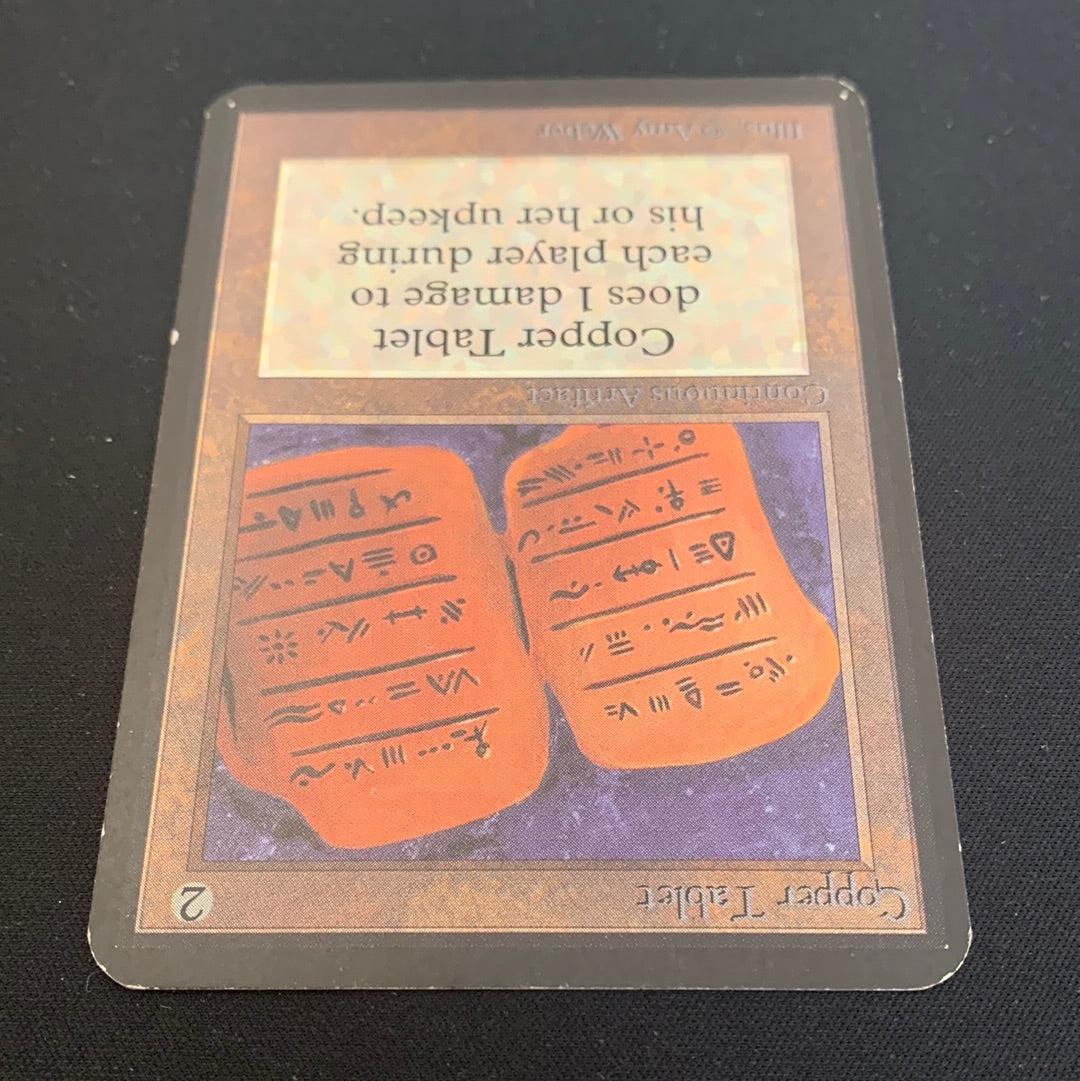 Copper Tablet 2
Continuous Artifact
Copper Tablet
does 1 damage to
each player during
his or her upkeep.
Illus. © Amy Weber